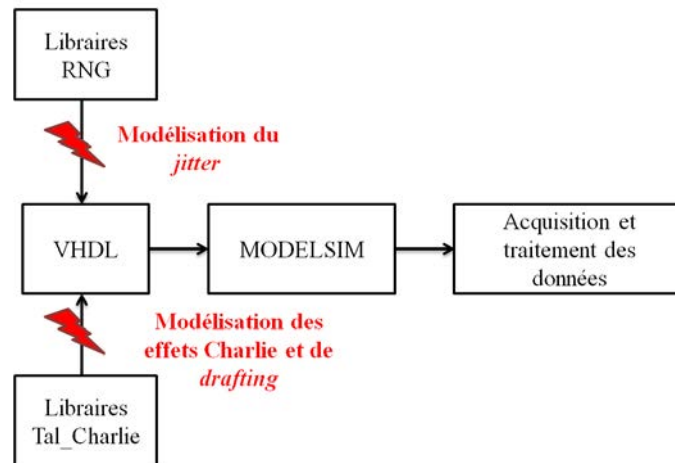 Libraires
RNG
Modélisation du
jitter
VHDL
MODELSIM
Acquisition et
traitement des
données
Modélisation des
effets Charlie et de
drafting
Libraires
Tal_Charlie